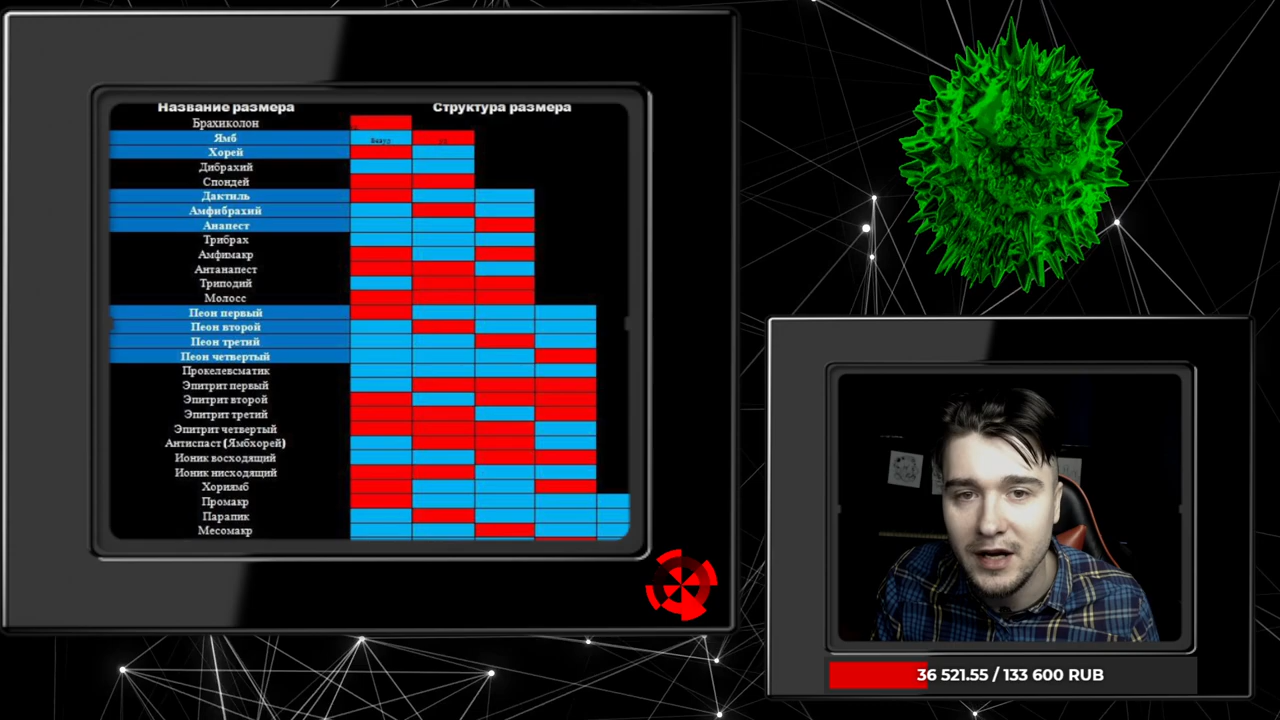 Название размера Структура размера
Брахиколон
Ямб
Хорей
Дибрахий
Спондей
Дактиль
Амфибрахий
Анапест
Трибрах
Амфимакр
Антанапест
Триподий
Молосс
Пеон первый
Пеон второй
Пеон третий
Пеон четвертый
Прокелевсматик
Эпитрит первый
Эпитрит второй
Эпитрит третий
Эпитрит четвертый
Антиспаст (Ямбхорей)
Ионик восходящий
Ионик нисходящий
Хориямб
Промакр
Парапик
Месомакр
36 521.55 / 133 600 RUB